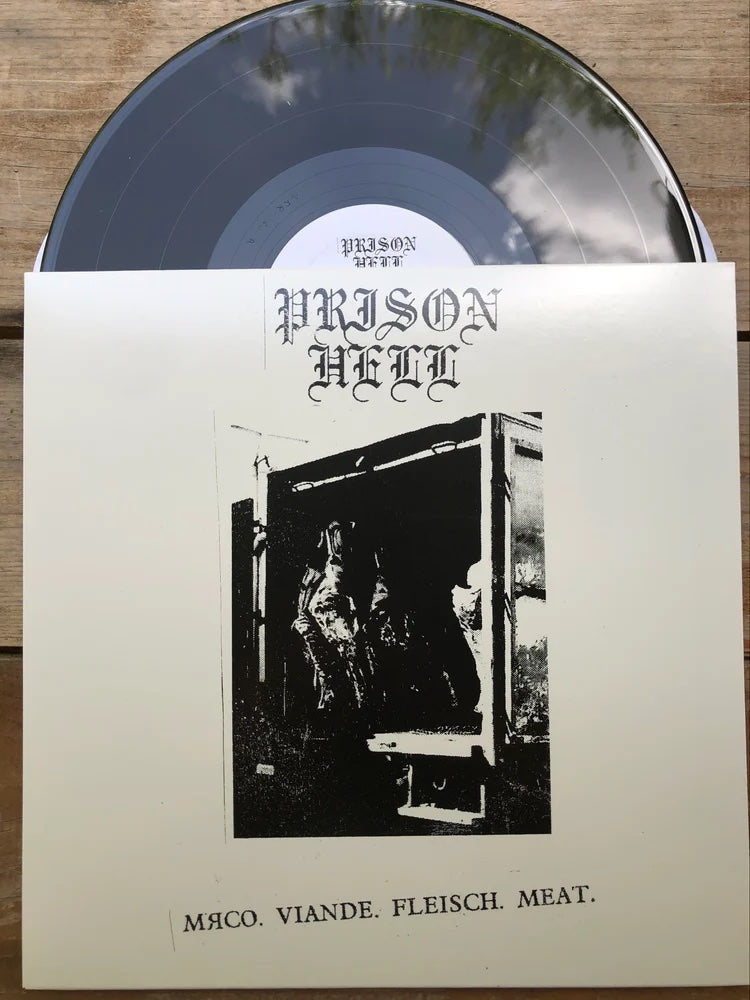 PRISON
HELL
PRISON
HELL
МЯСО. VIANDE. FLEISCH. MEAT.